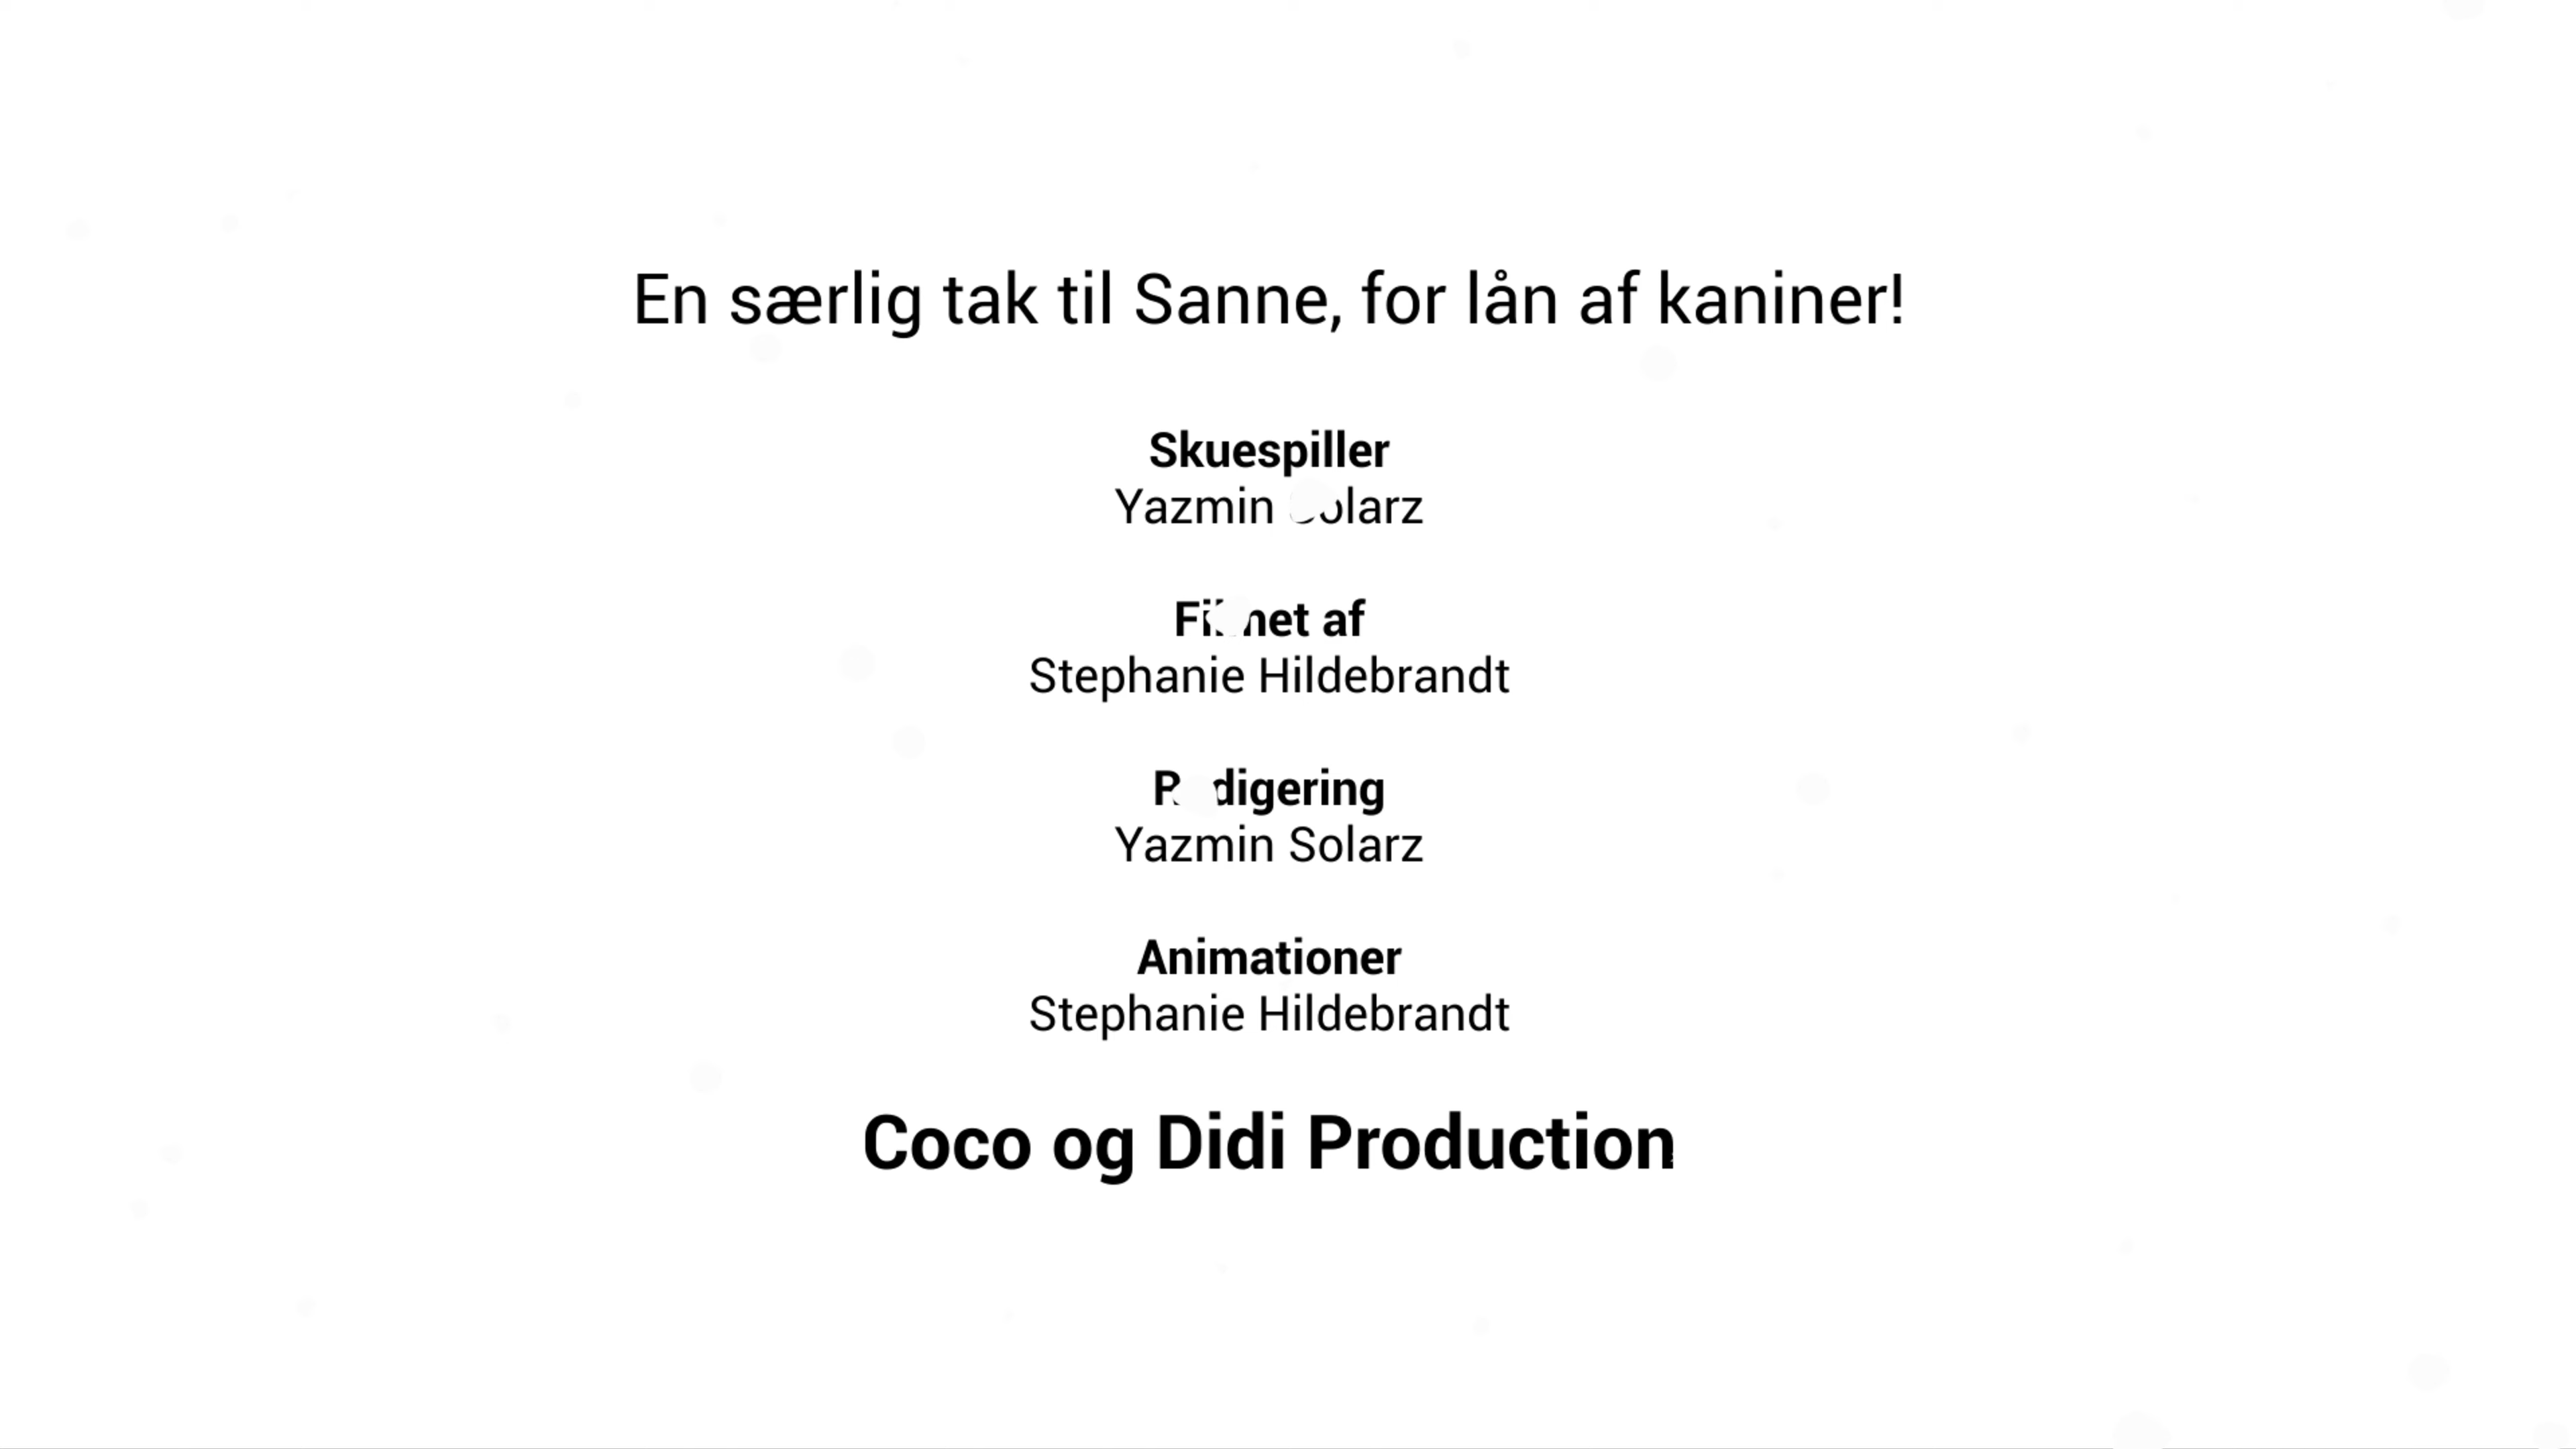 En særlig tak til Sanne, for lån af kaniner!
Skuespiller
Yazmin Solarz
Filmet af
Stephanie Hildebrandt
Redigering
Yazmin Solarz
Animationer
Stephanie Hildebrandt
Coco og Didi Production